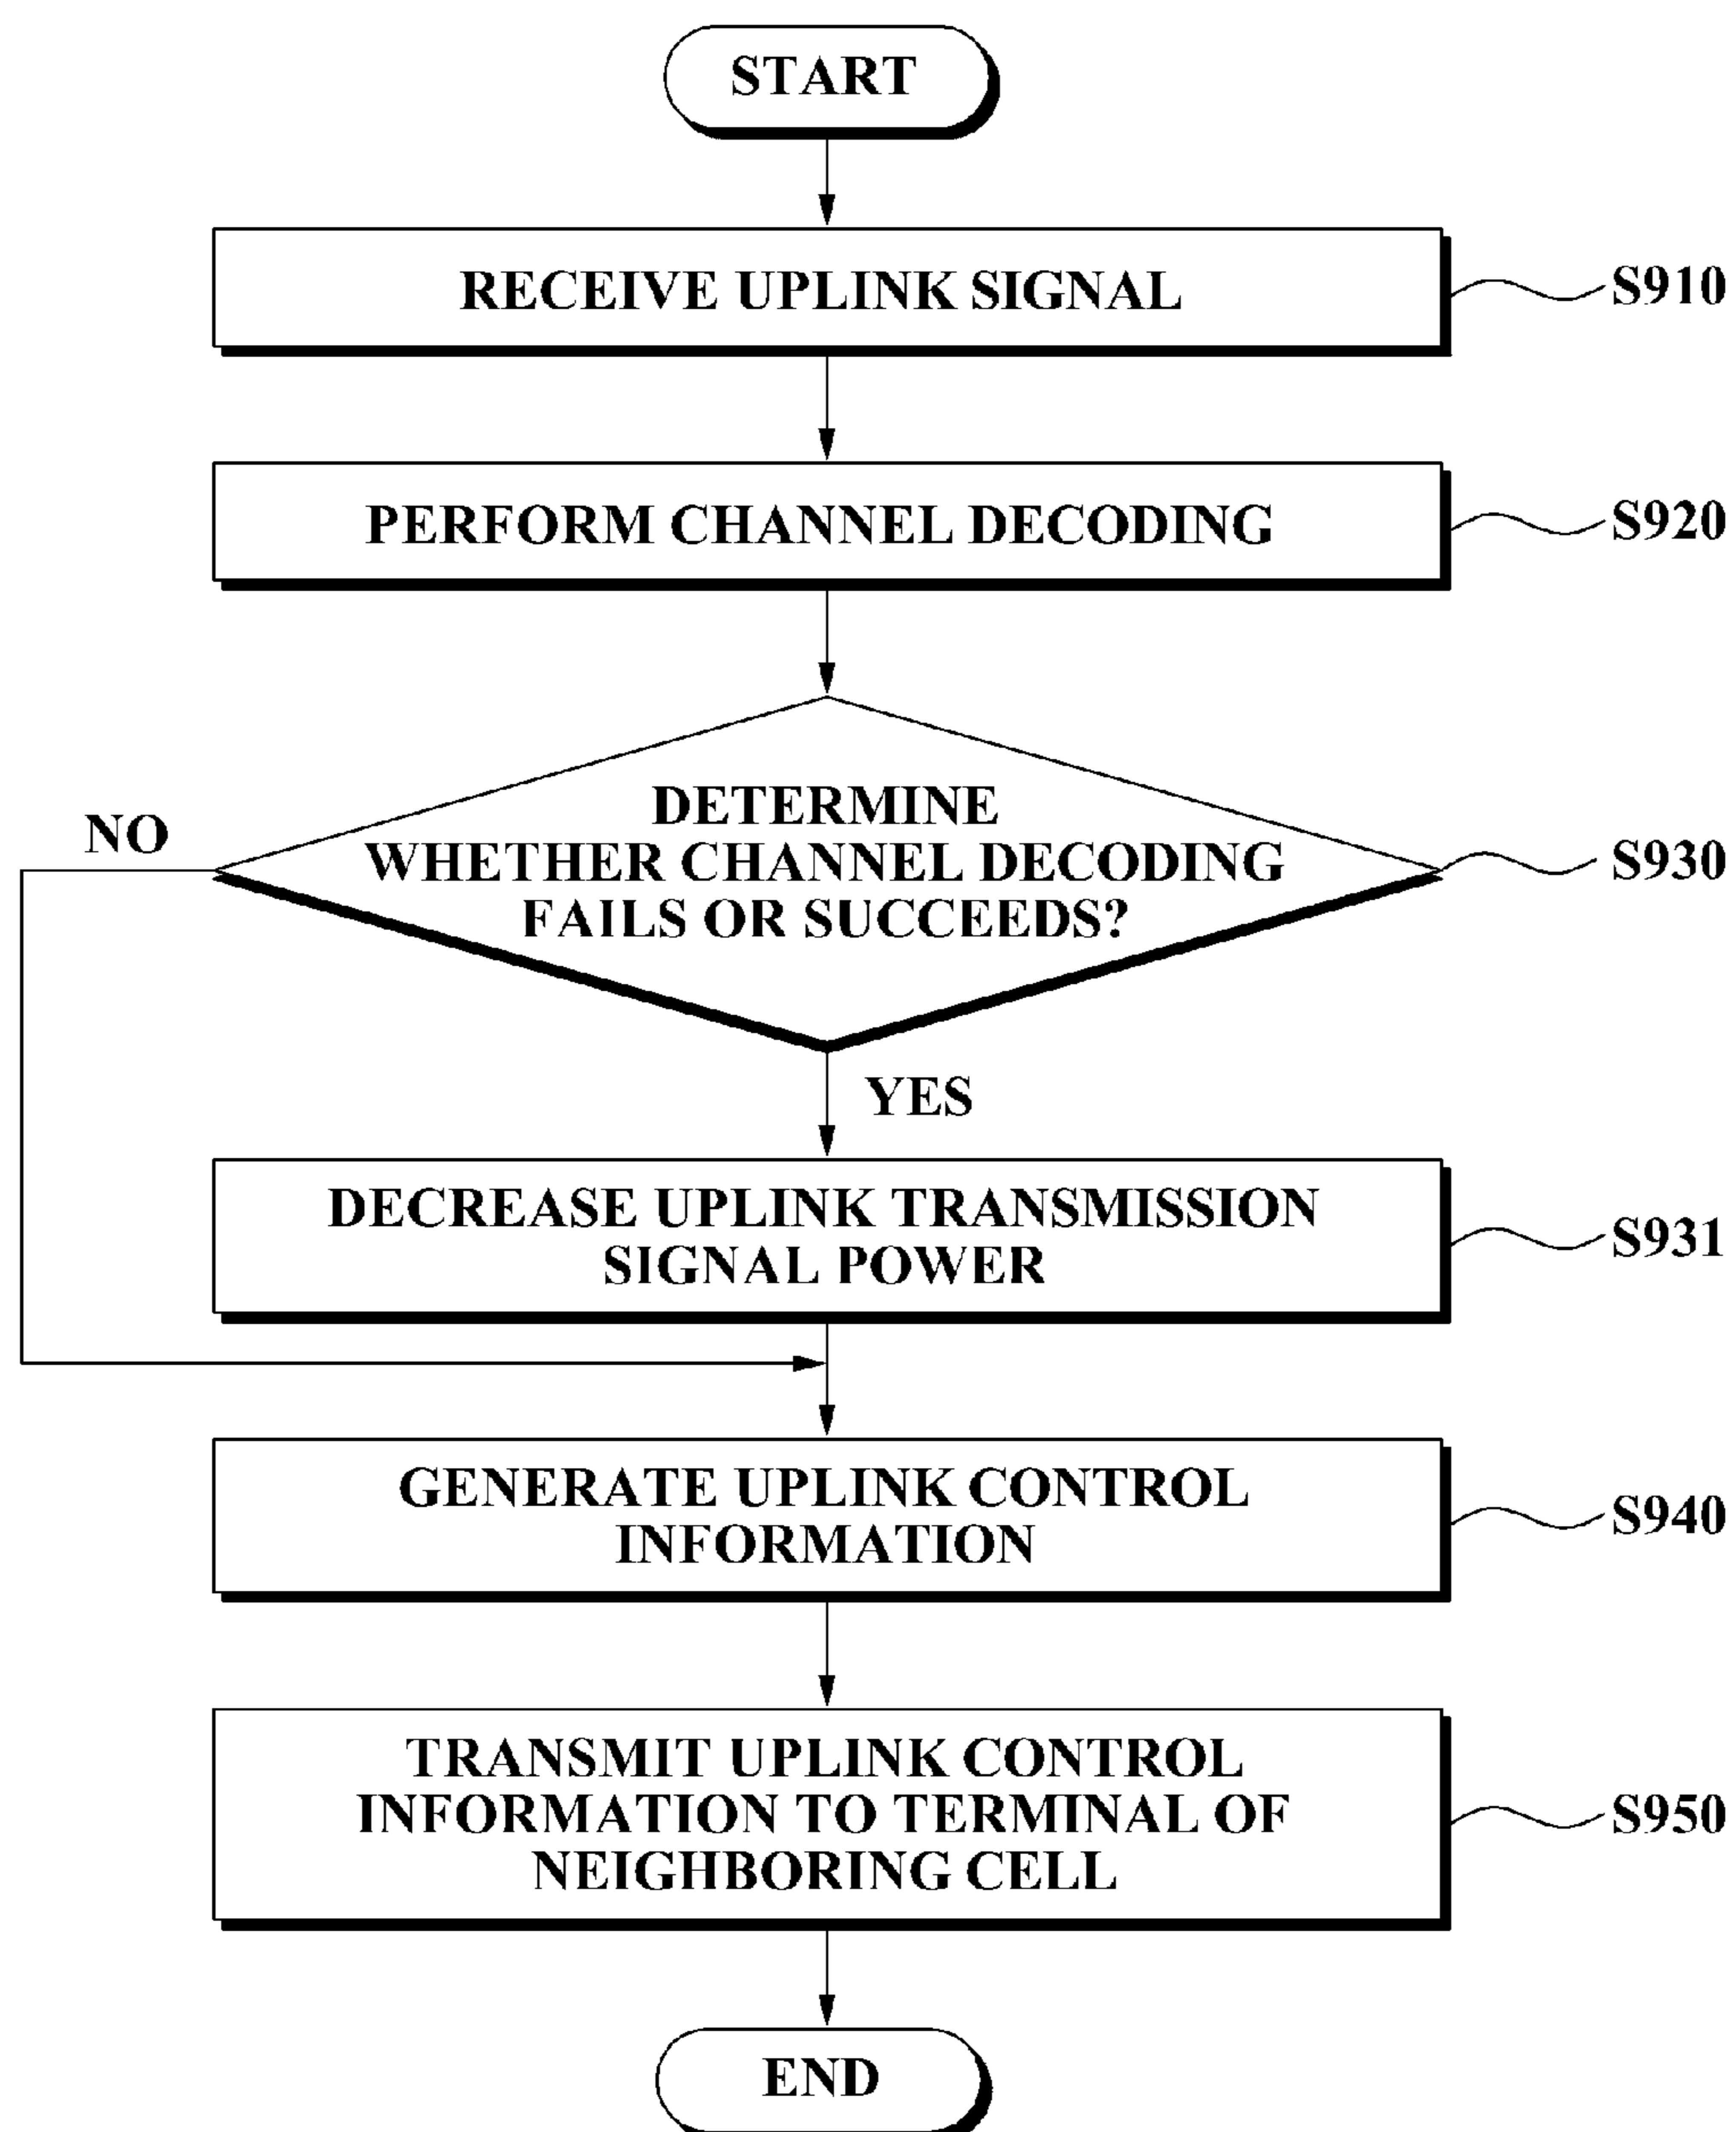 START
RECEIVE UPLINK SIGNAL
S910
PERFORM CHANNEL DECODING
S920
DETERMINE
WHETHER CHANNEL DECODING
FAILS OR SUCCEEDS?
S930
NO
YES
DECREASE UPLINK TRANSMISSION
SIGNAL POWER
S931
GENERATE UPLINK CONTROL
INFORMATION
S940
TRANSMIT UPLINK CONTROL
INFORMATION TO TERMINAL OF
NEIGHBORING CELL
S950
END